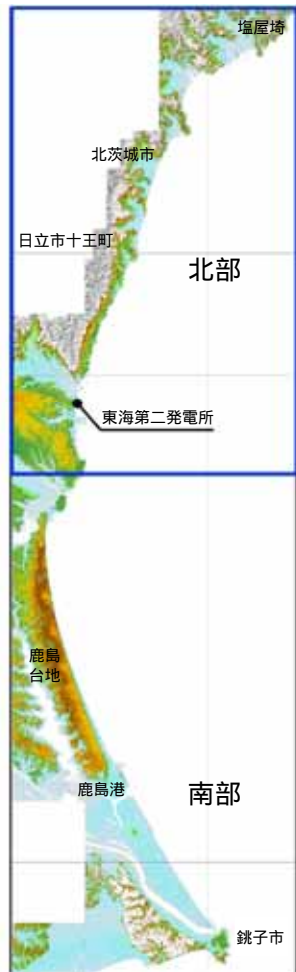 塩屋埼
北茨城市
日立市十王町
北部
東海第二発電所
鹿島
台地
鹿島港
南部
銚子市